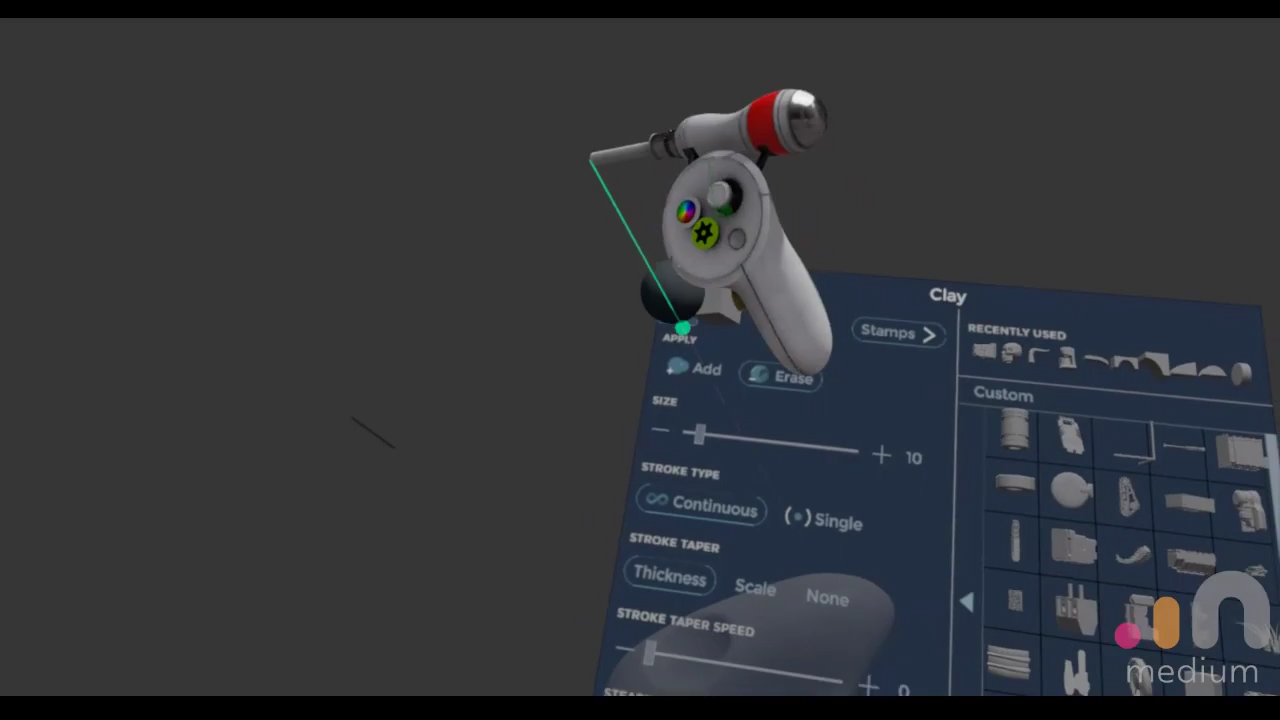 Clay
Stamps
RECENTLY USED
APPLY
Add
Erase
Custom
SIZE
10
STROKE TYPE
Continuous
Single
STROKE TAPER
Thickness
Scale
None
STROKE TAPER SPEED
0
medium